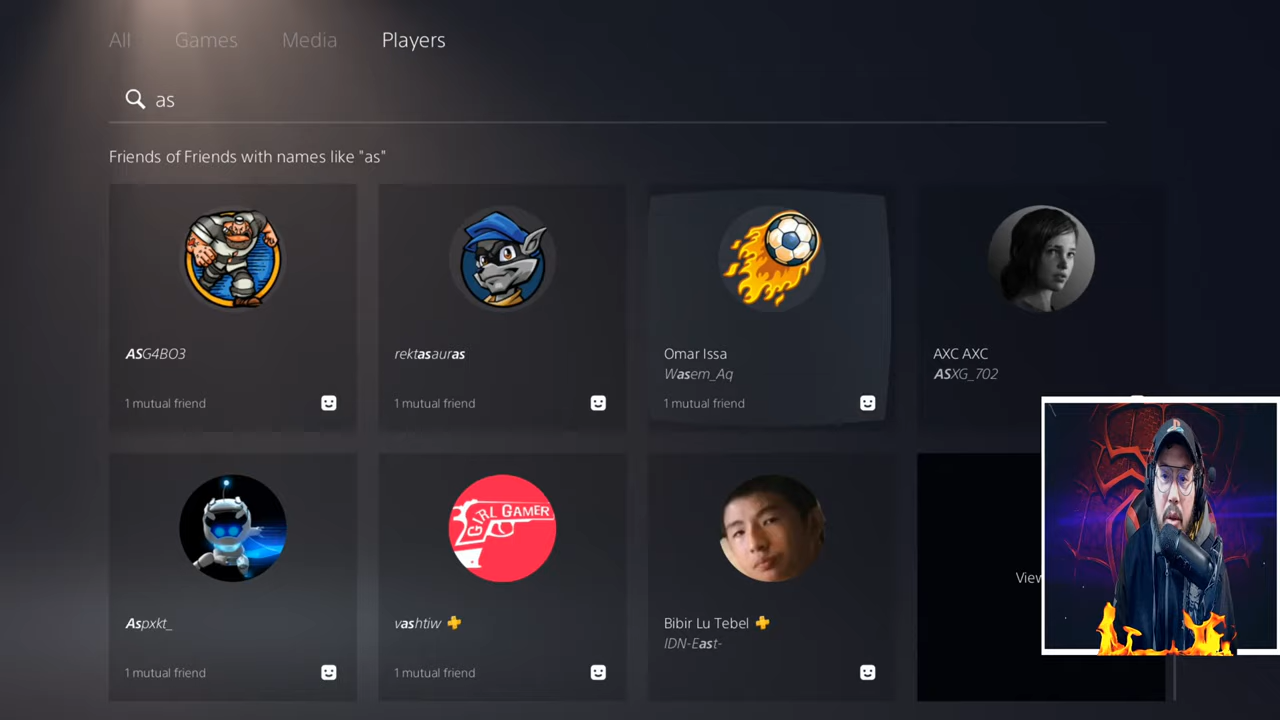 All Games Media Players
as
Friends of Friends with names like "as"
ASG4BO3
1 mutual friend
rektasauras
1 mutual friend
Omar Issa
Wasem_Aq
1 mutual friend
AXC AXC
ASXG_702
Aspxkt_
1 mutual friend
GIRL GAMER
vashtiw
1 mutual friend
Bibir Lu Tebel
IDN-East-
View